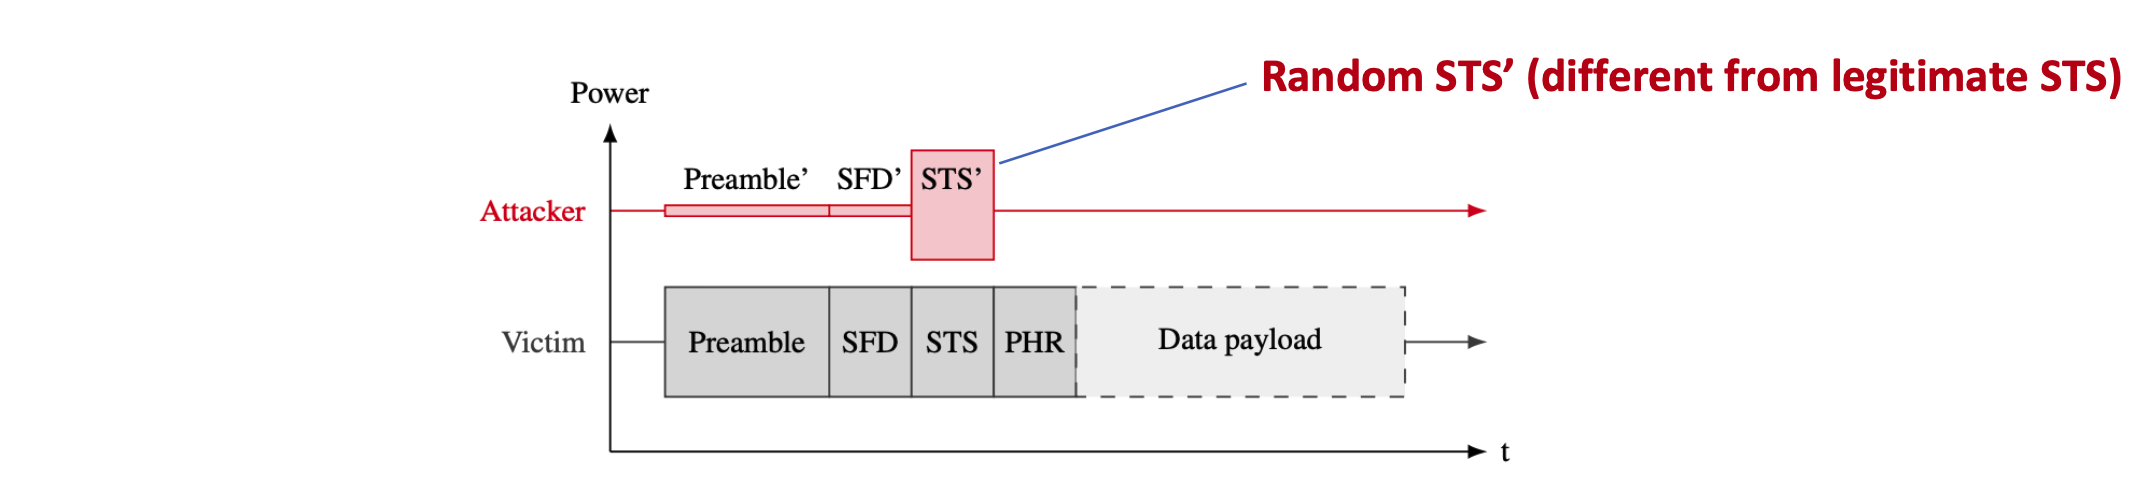 Random STS’ (different from legitimate STS)
Power
Preamble’ SFD’ STS’
Attacker
Victim Preamble SFD STS PHR Data payload
t